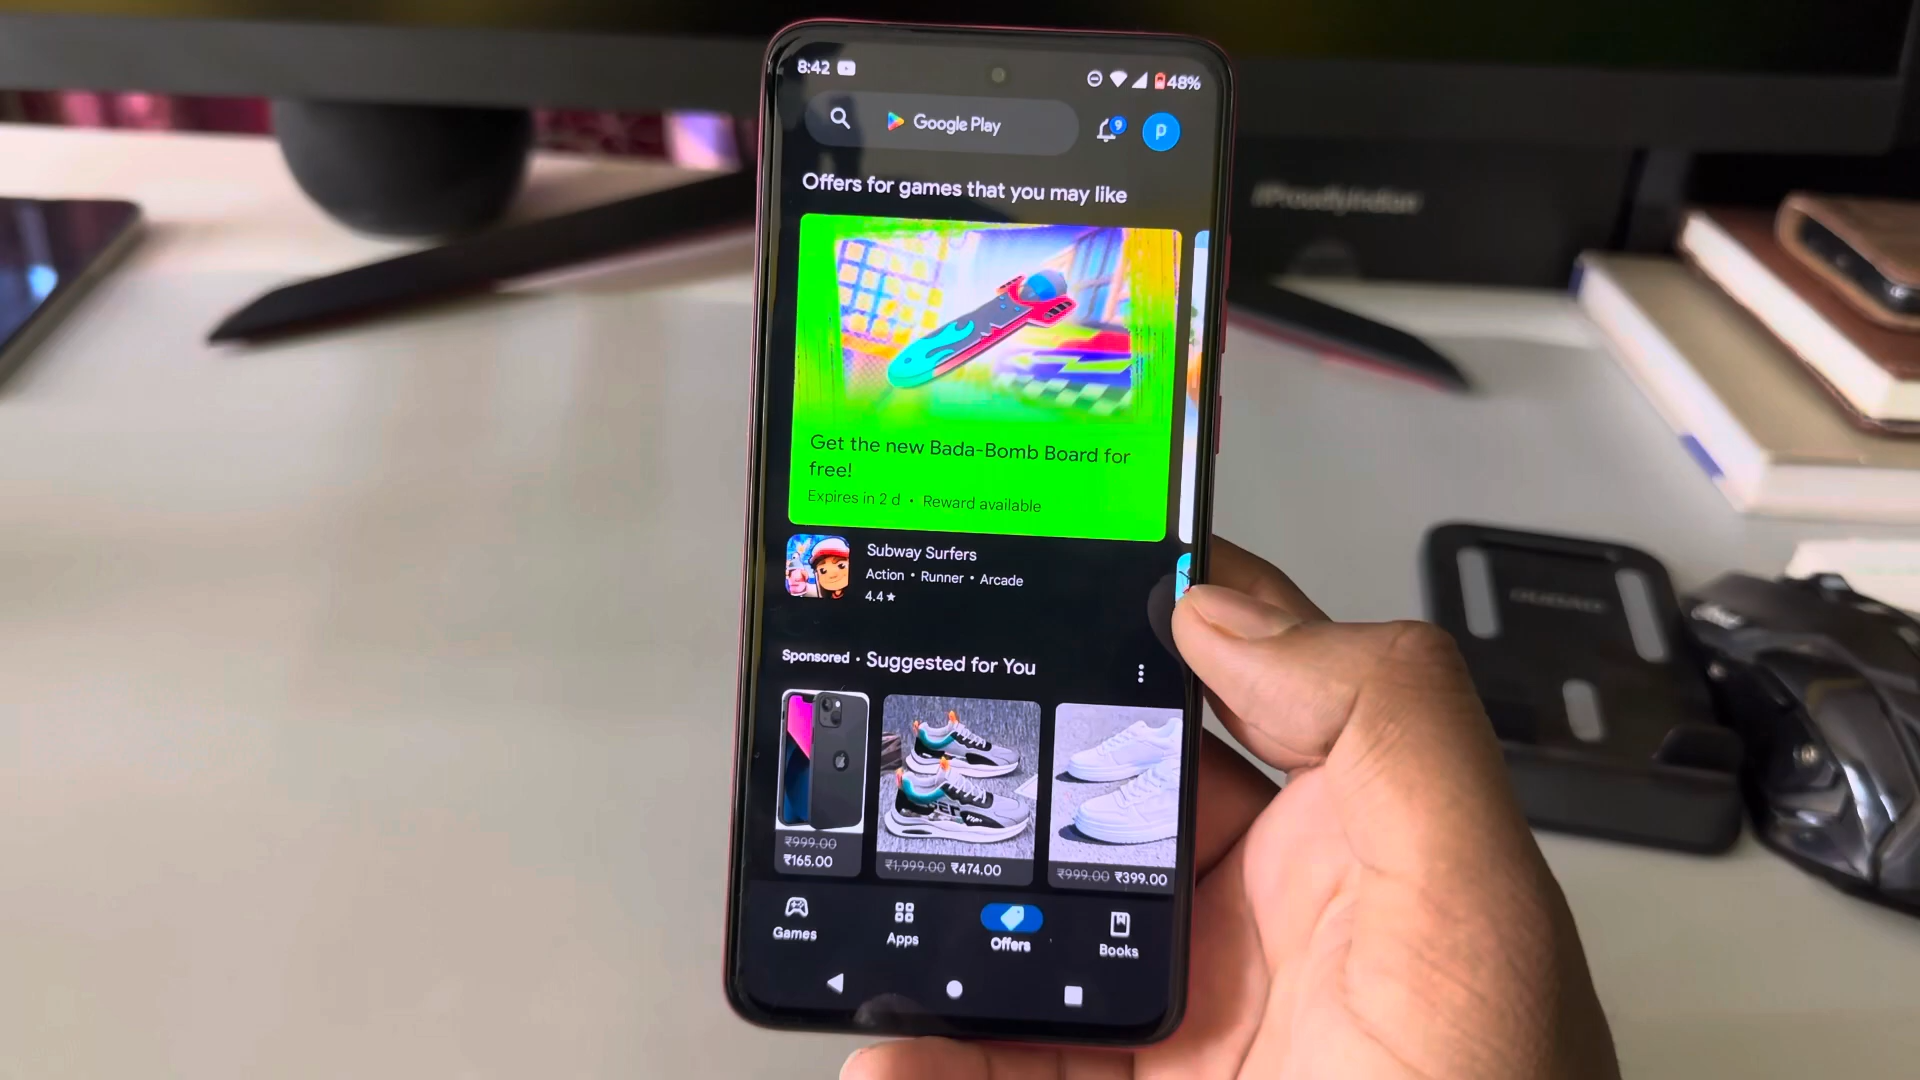 8:42
48%
Google Play
9
P
Offers for games that you may like
Get the new Bada-Bomb Board for
free!
Expires in 2 d • Reward available
Subway Surfers
Action • Runner • Arcade
4.4★
Sponsored • Suggested for You
₹999.00
₹165.00
₹1,999.00 ₹474.00
₹999.00 ₹399.00
Games
Apps
Offers
Books
#ProudlyIndian